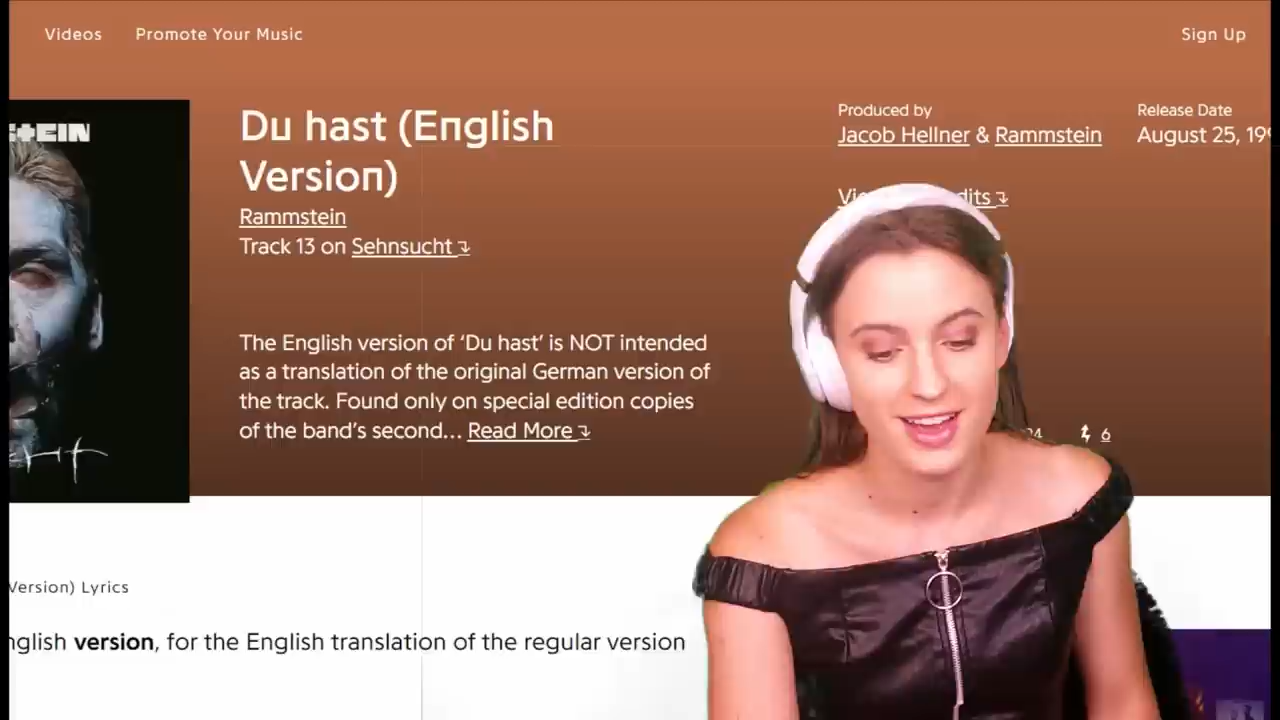 Videos Promote Your Music Sign Up
STEIN
Du hast (English
Version)
Rammstein
Track 13 on Sehnsucht
The English version of ‘Du hast’ is NOT intended
as a translation of the original German version of
the track. Found only on special edition copies
of the band’s second… Read More
Produced by
Jacob Hellner & Rammstein
Release Date
August 25, 199
6
Version) Lyrics
nglish version, for the English translation of the regular version